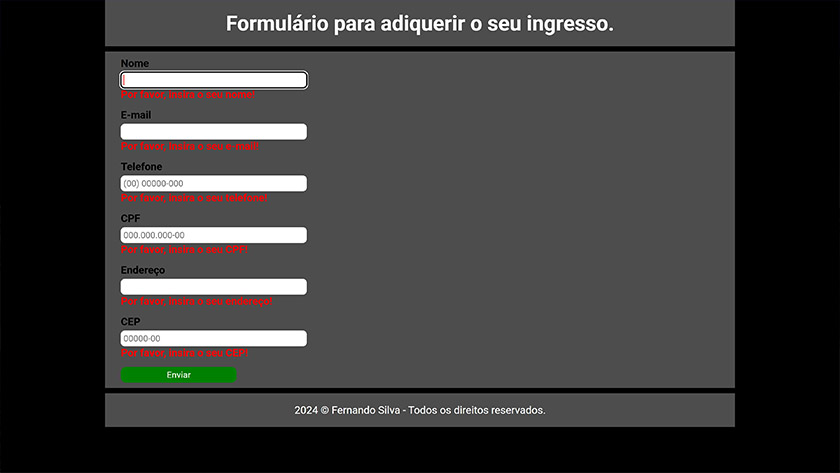 Formulário para adiquerir o seu ingresso.
Nome
Por favor, insira o seu nome!
E-mail
Por favor, insira o seu e-mail!
Telefone
(00) 00000-000
Por favor, insira o seu telefone!
CPF
000.000.000-00
Por favor, insira o seu CPF!
Endereço
Por favor, insira o seu endereço!
CEP
00000-00
Por favor, insira o seu CEP!
Enviar
2024 © Fernando Silva - Todos os direitos reservados.